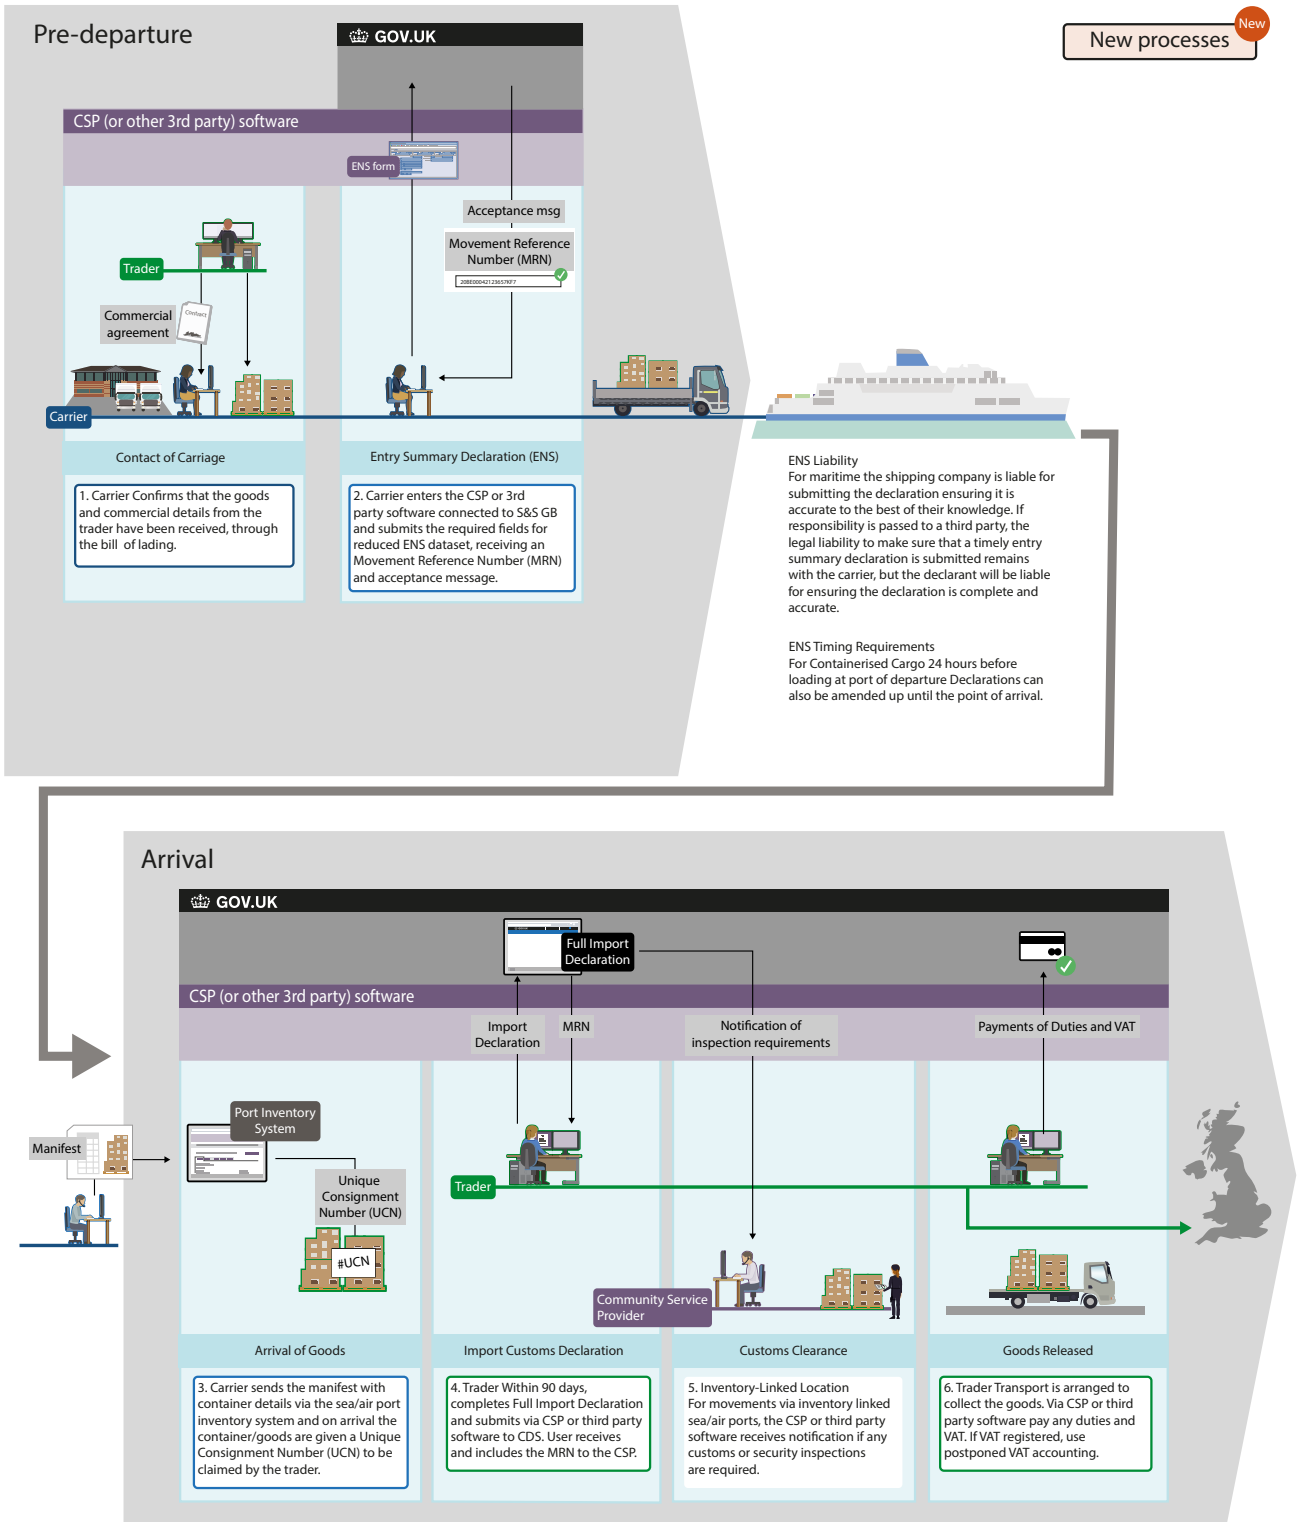 Pre-departure
GOV.UK
New
New processes
CSP (or other 3rd party) software
ENS form
Acceptance msg
Movement Reference
Number (MRN)
20BE00042123657KF7
Trader
Contract
Commercial
agreement
Carrier
Contact of Carriage
Entry Summary Declaration (ENS)
1. Carrier Confirms that the goods
and commercial details from the
trader have been received, through
the bill of lading.
2. Carrier enters the CSP or 3rd
party software connected to S&S GB
and submits the required fields for
reduced ENS dataset, receiving an
Movement Reference Number (MRN)
and acceptance message.
ENS Liability
For maritime the shipping company is liable for
submitting the declaration ensuring it is
accurate to the best of their knowledge. If
responsibility is passed to a third party, the
legal liability to make sure that a timely entry
summary declaration is submitted remains
with the carrier, but the declarant will be liable
for ensuring the declaration is complete and
accurate.
ENS Timing Requirements
For Containerised Cargo 24 hours before
loading at port of departure Declarations can
also be amended up until the point of arrival.
Arrival
GOV.UK
Full Import
Declaration
CSP (or other 3rd party) software
Import
Declaration
MRN
Notification of
inspection requirements
Payments of Duties and VAT
Port Inventory
System
Manifest
Unique
Consignment
Number (UCN)
#UCN
Trader
Community Service
Provider
Arrival of Goods
Import Customs Declaration
Customs Clearance
Goods Released
3. Carrier sends the manifest with
container details via the sea/air port
inventory system and on arrival the
container/goods are given a Unique
Consignment Number (UCN) to be
claimed by the trader.
4. Trader Within 90 days,
completes Full Import Declaration
and submits via CSP or third party
software to CDS. User receives
and includes the MRN to the CSP.
5. Inventory-Linked Location
For movements via inventory linked
sea/air ports, the CSP or third party
software receives notification if any
customs or security inspections
are required.
6. Trader Transport is arranged to
collect the goods. Via CSP or third
party software pay any duties and
VAT. If VAT registered, use
postponed VAT accounting.